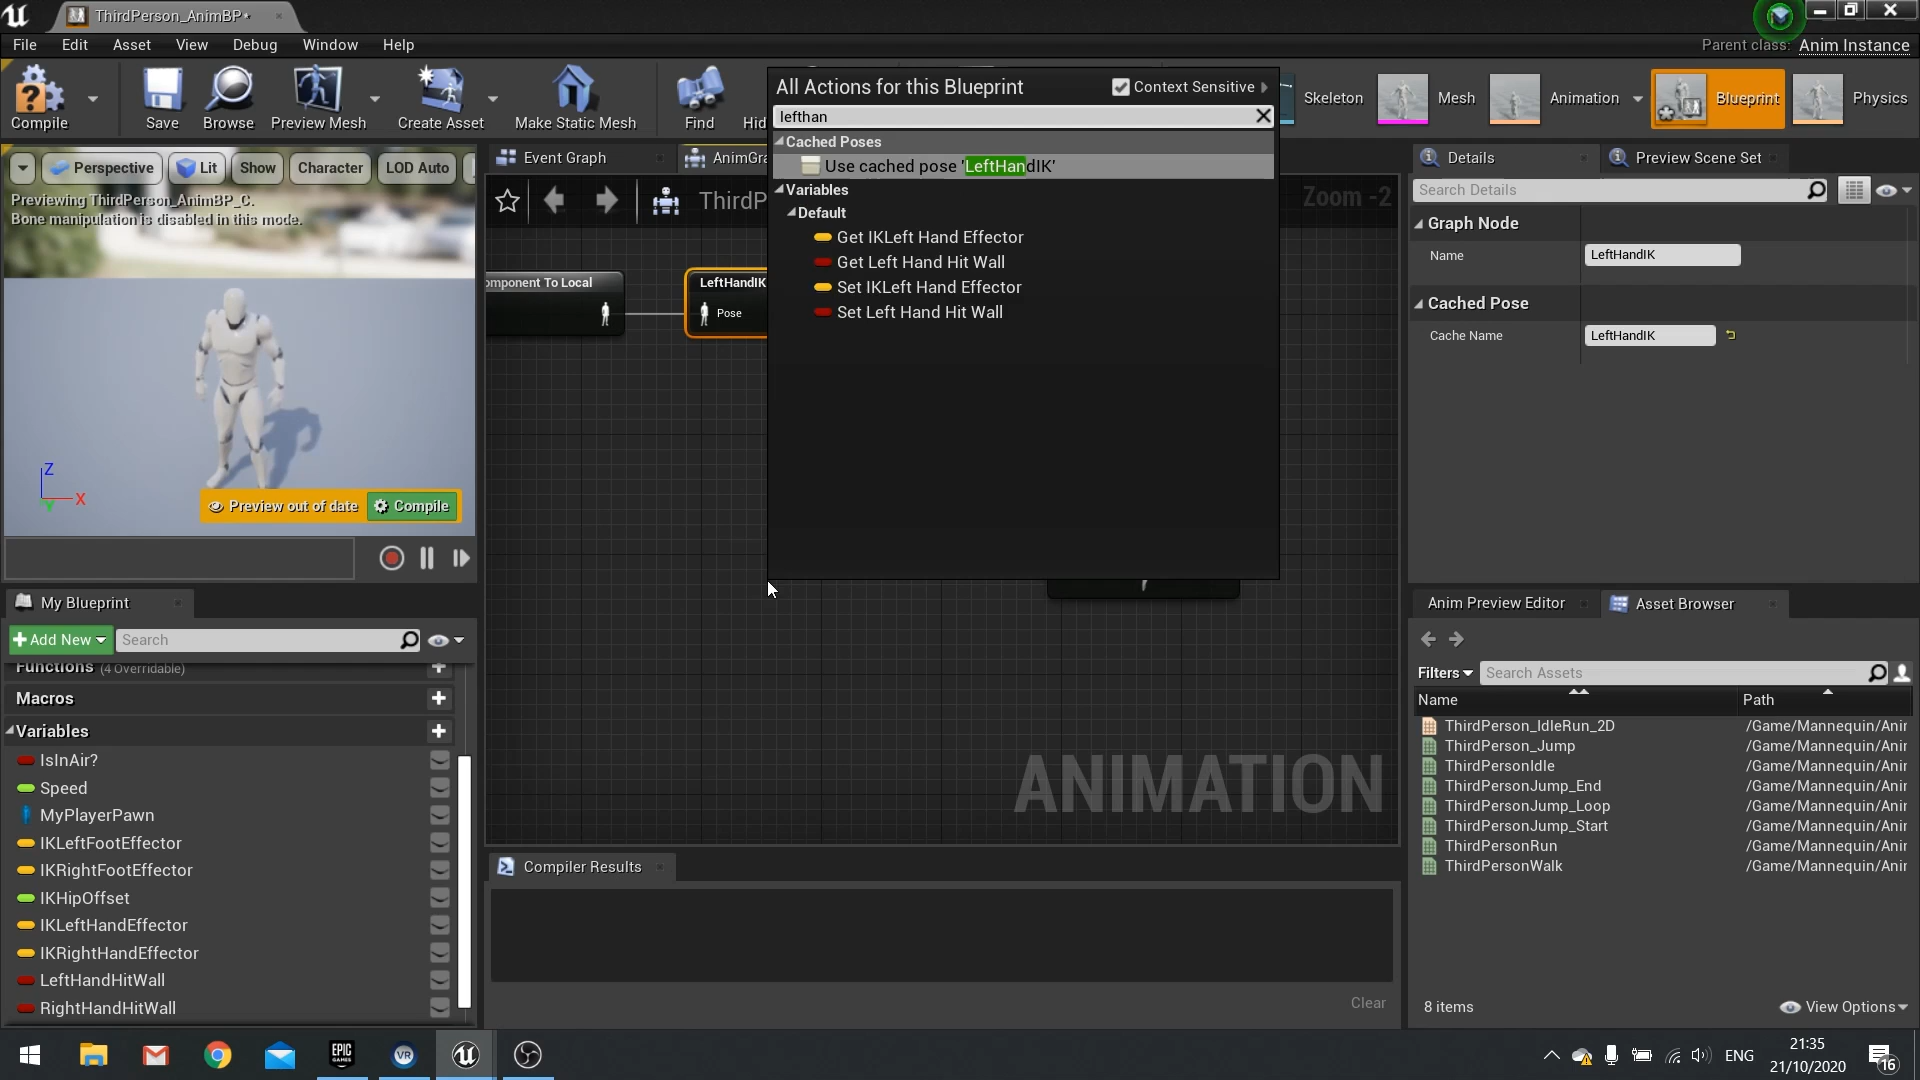 ThirdPerson_AnimBP*
File Edit Asset View Debug Window Help
Parent class: Anim Instance
Compile
Save
Browse
Preview Mesh
Create Asset
Make Static Mesh
Find
Hid
Skeleton
Mesh
Animation
Blueprint
Physics
All Actions for this Blueprint
Context Sensitive
lefthan
Cached Poses
Use cached pose 'LeftHandIK'
Variables
Default
Get IKLeft Hand Effector
Get Left Hand Hit Wall
Set IKLeft Hand Effector
Set Left Hand Hit Wall
Perspective
Lit
Show
Character
LOD Auto
Previewing ThirdPerson_AnimBP_C.
Bone manipulation is disabled in this mode.
Z
X
Y
Preview out of date
Compile
Event Graph
AnimGra
ThirdP
Zoom -2
omponent To Local
LeftHandIK
Pose
ANIMATION
My Blueprint
Add New
Search
Functions (4 Overridable)
Macros
Variables
IsInAir?
Speed
MyPlayerPawn
IKLeftFootEffector
IKRightFootEffector
IKHipOffset
IKLeftHandEffector
IKRightHandEffector
LeftHandHitWall
RightHandHitWall
Compiler Results
Clear
Details
Preview Scene Set
Search Details
Graph Node
Name LeftHandIK
Cached Pose
Cache Name LeftHandIK
Anim Preview Editor
Asset Browser
Filters
Search Assets
Name Path
ThirdPerson_IdleRun_2D /Game/Mannequin/Anir
ThirdPerson_Jump /Game/Mannequin/Anir
ThirdPersonIdle /Game/Mannequin/Anir
ThirdPersonJump_End /Game/Mannequin/Anir
ThirdPersonJump_Loop /Game/Mannequin/Anir
ThirdPersonJump_Start /Game/Mannequin/Anir
ThirdPersonRun /Game/Mannequin/Anir
ThirdPersonWalk /Game/Mannequin/Anir
8 items
View Options
EPIC
GAMES
VR
ENG
21:35
21/10/2020
16